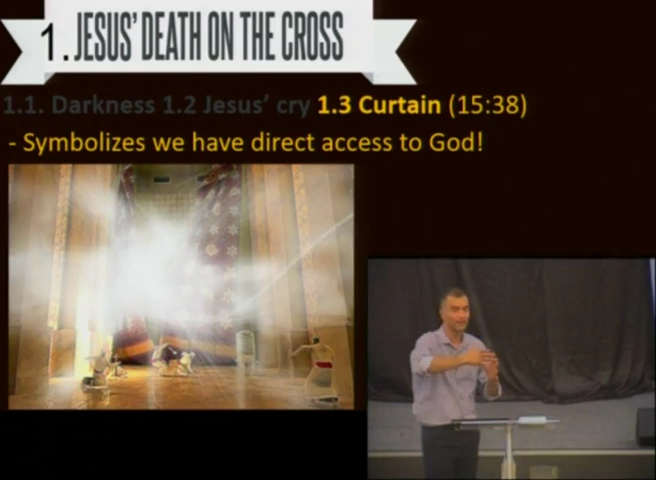 1. JESUS' DEATH ON THE CROSS
1.1. Darkness 1.2 Jesus' cry 1.3 Curtain (15:38)
- Symbolizes we have direct access to God!